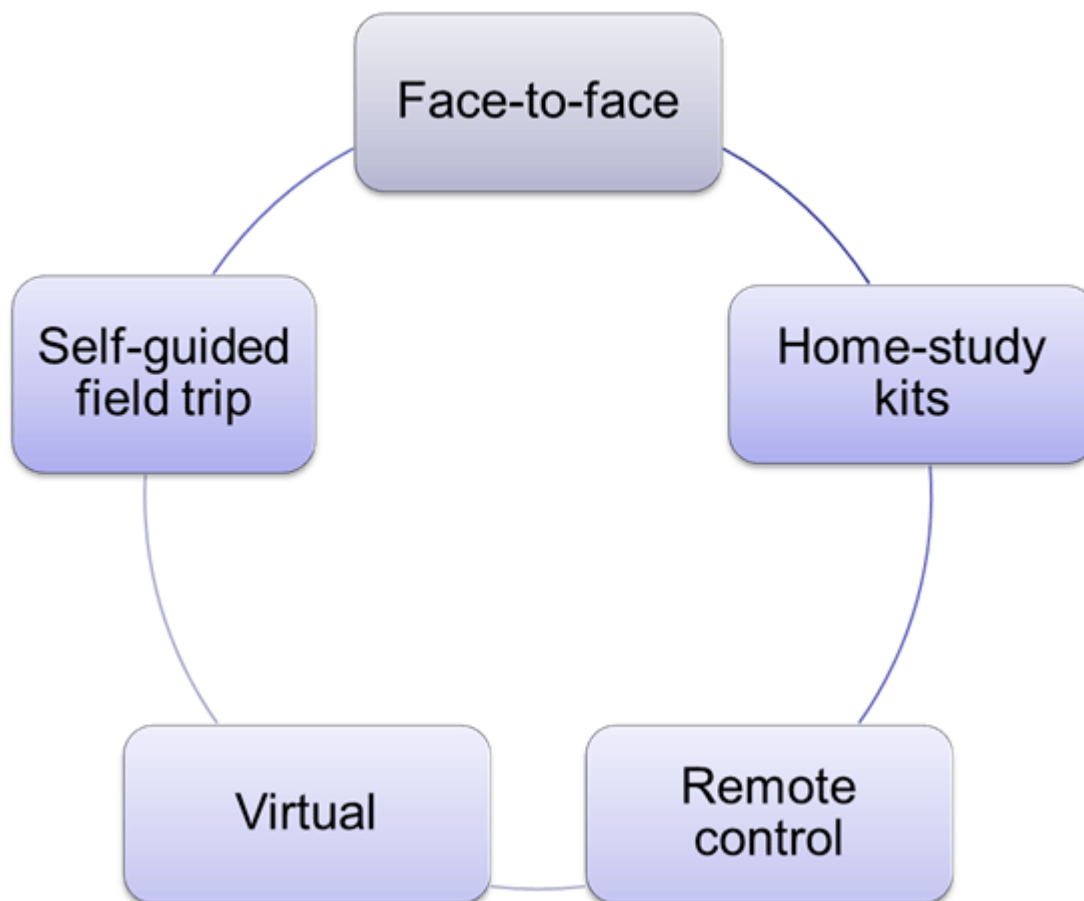 Face-to-face
Home-study
kits
Remote
control
Virtual
Self-guided
field trip